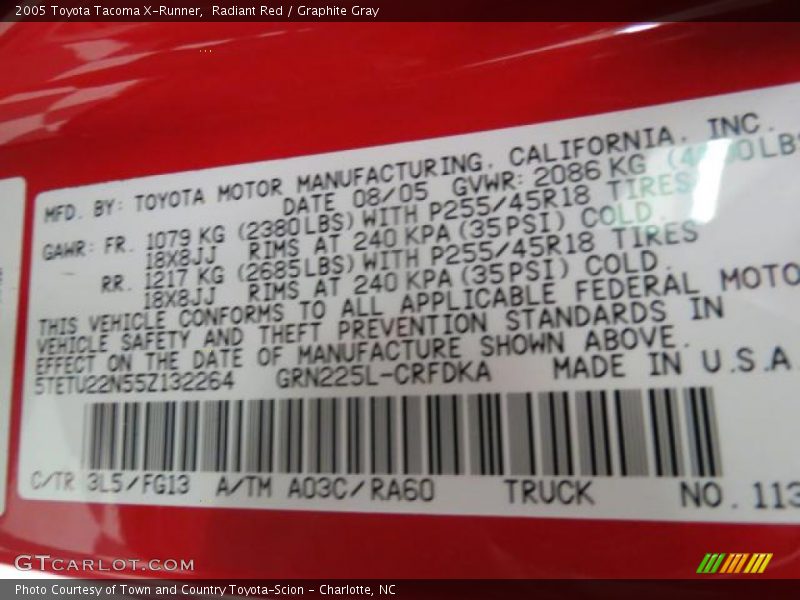 2005 Toyota Tacoma X-Runner,  Radiant Red / Graphite Gray
MFD. BY: TOYOTA MOTOR MANUFACTURING, CALIFORNIA, INC.
DATE 08/05 GVWR: 2086 KG
GAWR: FR. 1079 KG (2380LBS) WITH P255/45R18 TIRES
18X8JJ RIMS AT 240 KPA (35PSI) COLD.
RR. 1217 KG (2685LBS) WITH P255/45R18 TIRES
18X8JJ RIMS AT 240 KPA (35PSI) COLD.
THIS VEHICLE CONFORMS TO ALL APPLICABLE FEDERAL MOTO
VEHICLE SAFETY AND THEFT PREVENTION STANDARDS IN
EFFECT ON THE DATE OF MANUFACTURE SHOWN ABOVE.
5TETU22N55Z132264 GRN225L-CRFDKA MADE IN U.S.A
C/TR 3L5/FG13 A/TM A03C/RA60 TRUCK NO. 113
GTCARLOT.COM
Photo Courtesy of Town and Country Toyota-Scion - Charlotte, NC